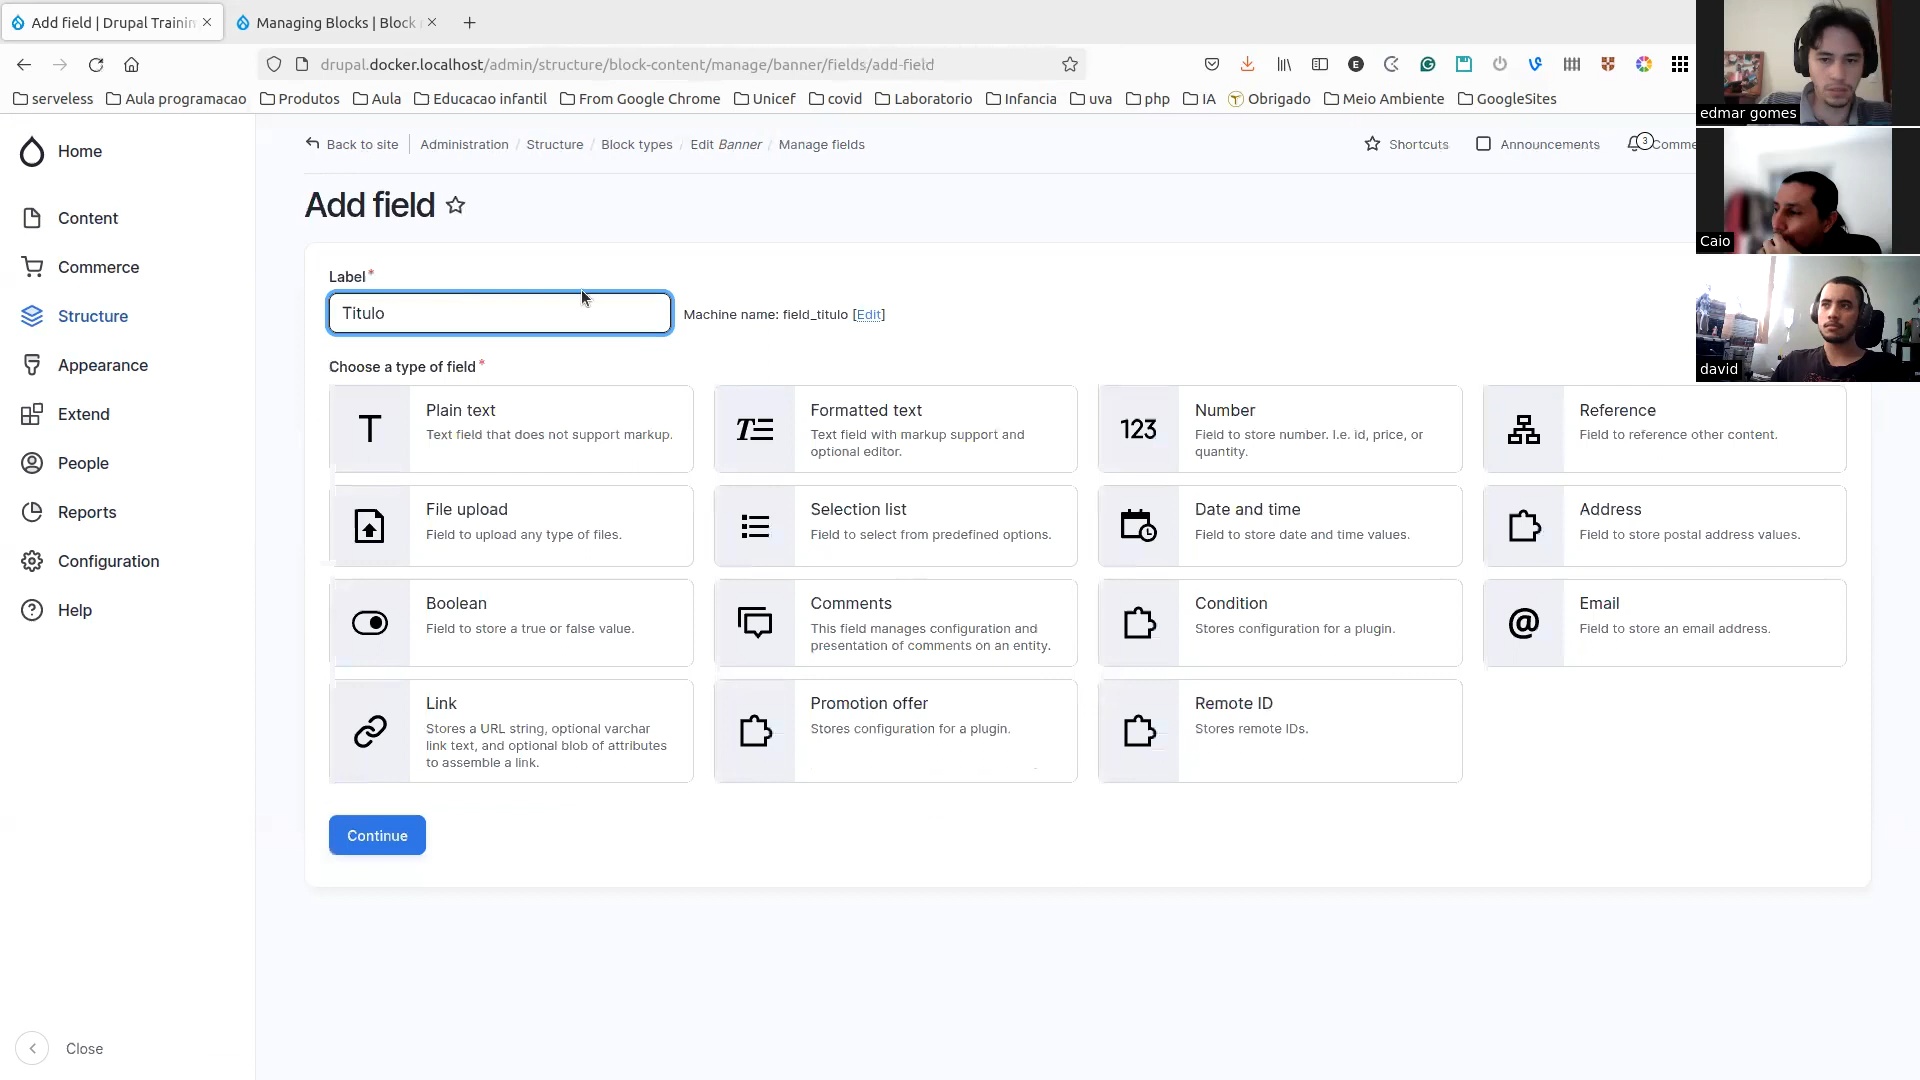 Add field | Drupal Trainin
Managing Blocks | Block
drupal.docker.localhost/admin/structure/block-content/manage/banner/fields/add-field
serveless Aula programacao Produtos Aula Educacao infantil From Google Chrome Unicef covid Laboratorio Infancia uva php IA Obrigado Meio Ambiente GoogleSites
edmar gomes
Caio
david
Home
Content
Commerce
Structure
Appearance
Extend
People
Reports
Configuration
Help
Close
Back to site Administration / Structure / Block types / Edit Banner / Manage fields
Shortcuts Announcements 3 Comme
Add field
Label*
Titulo
Machine name: field_titulo [Edit]
Choose a type of field*
Plain text
Text field that does not support markup.
Formatted text
Text field with markup support and
optional editor.
Number
Field to store number. I.e. id, price, or
quantity.
Reference
Field to reference other content.
File upload
Field to upload any type of files.
Selection list
Field to select from predefined options.
Date and time
Field to store date and time values.
Address
Field to store postal address values.
Boolean
Field to store a true or false value.
Comments
This field manages configuration and
presentation of comments on an entity.
Condition
Stores configuration for a plugin.
Email
Field to store an email address.
Link
Stores a URL string, optional varchar
link text, and optional blob of attributes
to assemble a link.
Promotion offer
Stores configuration for a plugin.
Remote ID
Stores remote IDs.
Continue